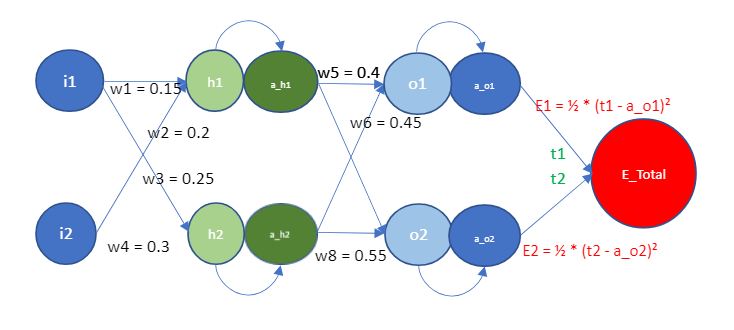 i1
w1 = 0.15
h1
a_h1
w5 = 0.4
o1
a_o1
E1 = ½ * (t1 - a_o1)²
w2 = 0.2
w6 = 0.45
t1
t2
E_Total
w3 = 0.25
i2
w4 = 0.3
h2
a_h2
w8 = 0.55
o2
a_o2
E2 = ½ * (t2 - a_o2)²